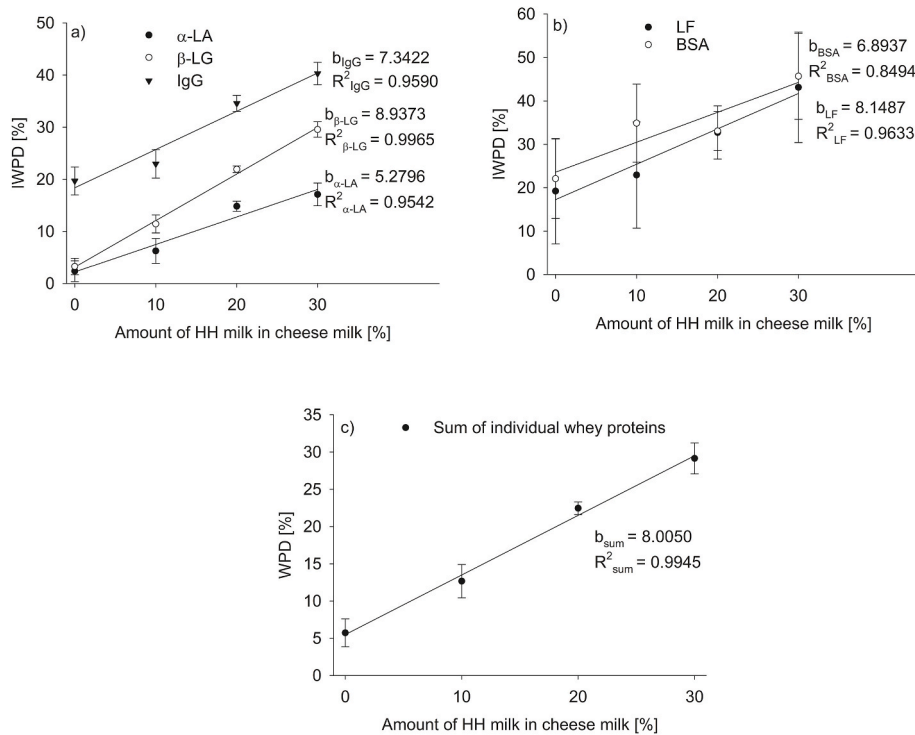 a)
α-LA
β-LG
IgG
b_IgG = 7.3422
R²_IgG = 0.9590
b_β-LG = 8.9373
R²_β-LG = 0.9965
b_α-LA = 5.2796
R²_α-LA = 0.9542
IWPD [%]
50
40
30
20
10
0
0 10 20 30
Amount of HH milk in cheese milk [%]
b)
LF
BSA
b_BSA = 6.8937
R²_BSA = 0.8494
b_LF = 8.1487
R²_LF = 0.9633
IWPD [%]
60
50
40
30
20
10
0
0 10 20 30
Amount of HH milk in cheese milk [%]
c)
Sum of individual whey proteins
b_sum = 8.0050
R²_sum = 0.9945
WPD [%]
35
30
25
20
15
10
5
0
0 10 20 30
Amount of HH milk in cheese milk [%]